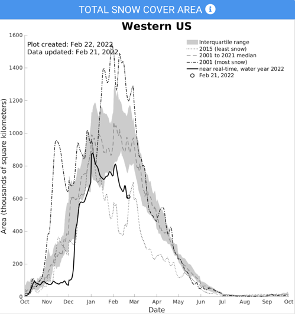 TOTAL SNOW COVER AREA
Western US
Plot created: Feb 22, 2022
Data updated: Feb 21, 2022
Interquartile range
2015 (least snow)
2001 to 2021 median
2001 (most snow)
near real-time, water year 2022
Feb 21, 2022
Area (thousands of square kilometers)
1600
1400
1200
1000
800
600
400
200
0
Oct Nov Dec Jan Feb Mar Apr May Jun Jul Aug Sep Oct
Date